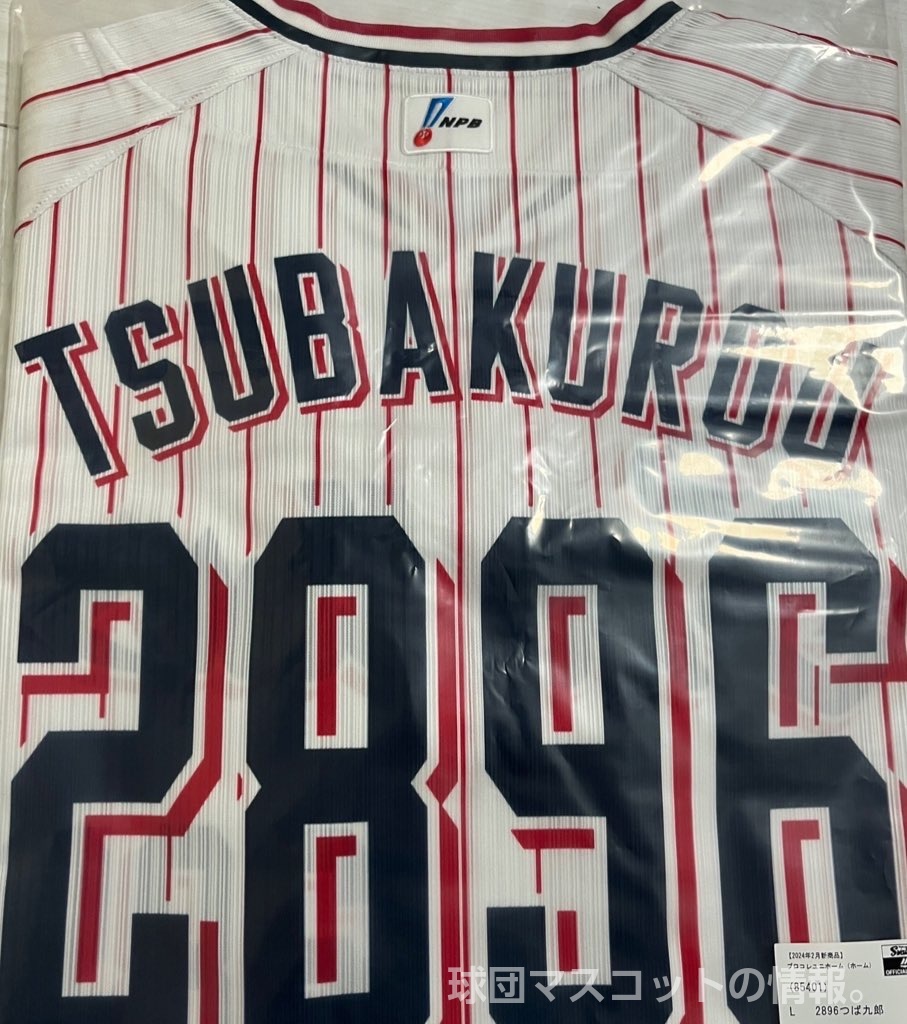 NPB
TSUBAKUROU
2896
【2024年2月新商品】
プロコレユニホーム（ホーム）
(85401)
OFFICIAL
L 2896つば九郎
球団マスコットの情報。